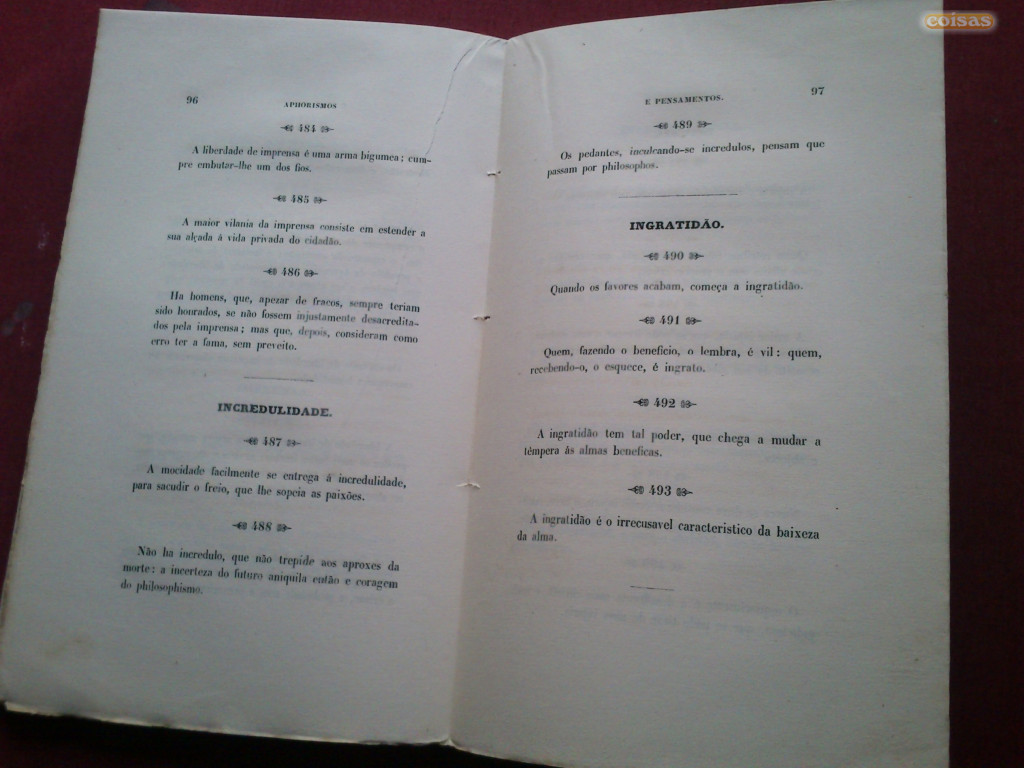 coisas
96
APHORISMOS
484
A liberdade de imprensa é uma arma bigumea; cum-
pre embutar-lhe um dos fios.
485
A maior vilania da imprensa consiste em estender a
sua alçada á vida privada do cidadão.
486
Ha homens, que, apezar de fracos, sempre teriam
sido honrados, se não fossem injustamente desacredita-
dos pela imprensa; mas que, depois, consideram como
erro ter a fama, sem preveito.
INCREDULIDADE.
487
A mocidade facilmente se entrega á incredulidade,
para sacudir o freio, que lhe sopeia as paixões.
488
Não ha incredulo, que não trepide aos aproxes da
morte: a incerteza do futuro aniquila então e coragem
do philosophismo.
97
E PENSAMENTOS.
489
Os pedantes, inculcando-se incredulos, pensam que
passam por philosophos.
INGRATIDÃO.
490
Quando os favores acabam, começa a ingratidão.
491
Quem, fazendo o beneficio, o lembra, é vil: quem,
recebendo-o, o esquece, é ingrato.
492
A ingratidão tem tal poder, que chega a mudar a
têmpera ás almas beneficas.
493
A ingratidão é o irrecusavel caracteristico da baixeza
da alma.